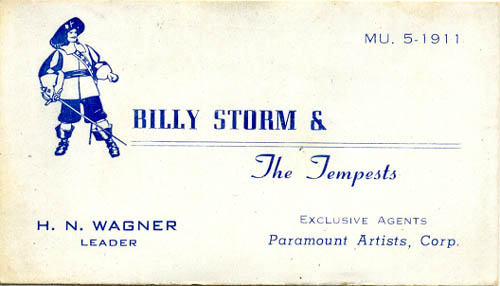 MU. 5-1911
BILLY STORM &
The Tempests
H. N. WAGNER
LEADER
EXCLUSIVE AGENTS
Paramount Artists, Corp.